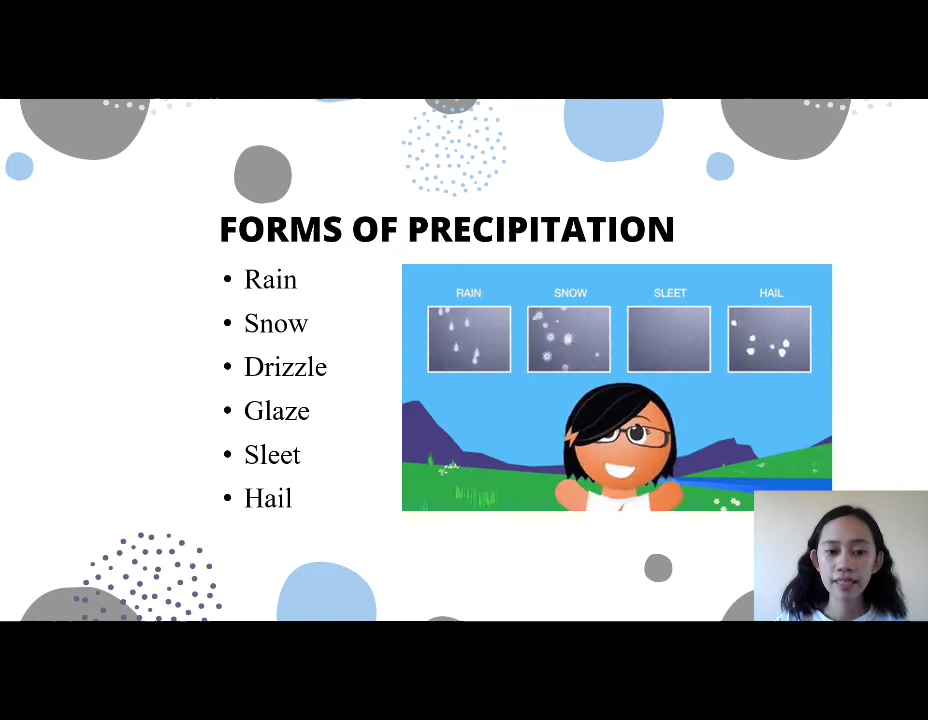 FORMS OF PRECIPITATION
• Rain
• Snow
• Drizzle
• Glaze
• Sleet
• Hail
RAIN SNOW SLEET HAIL